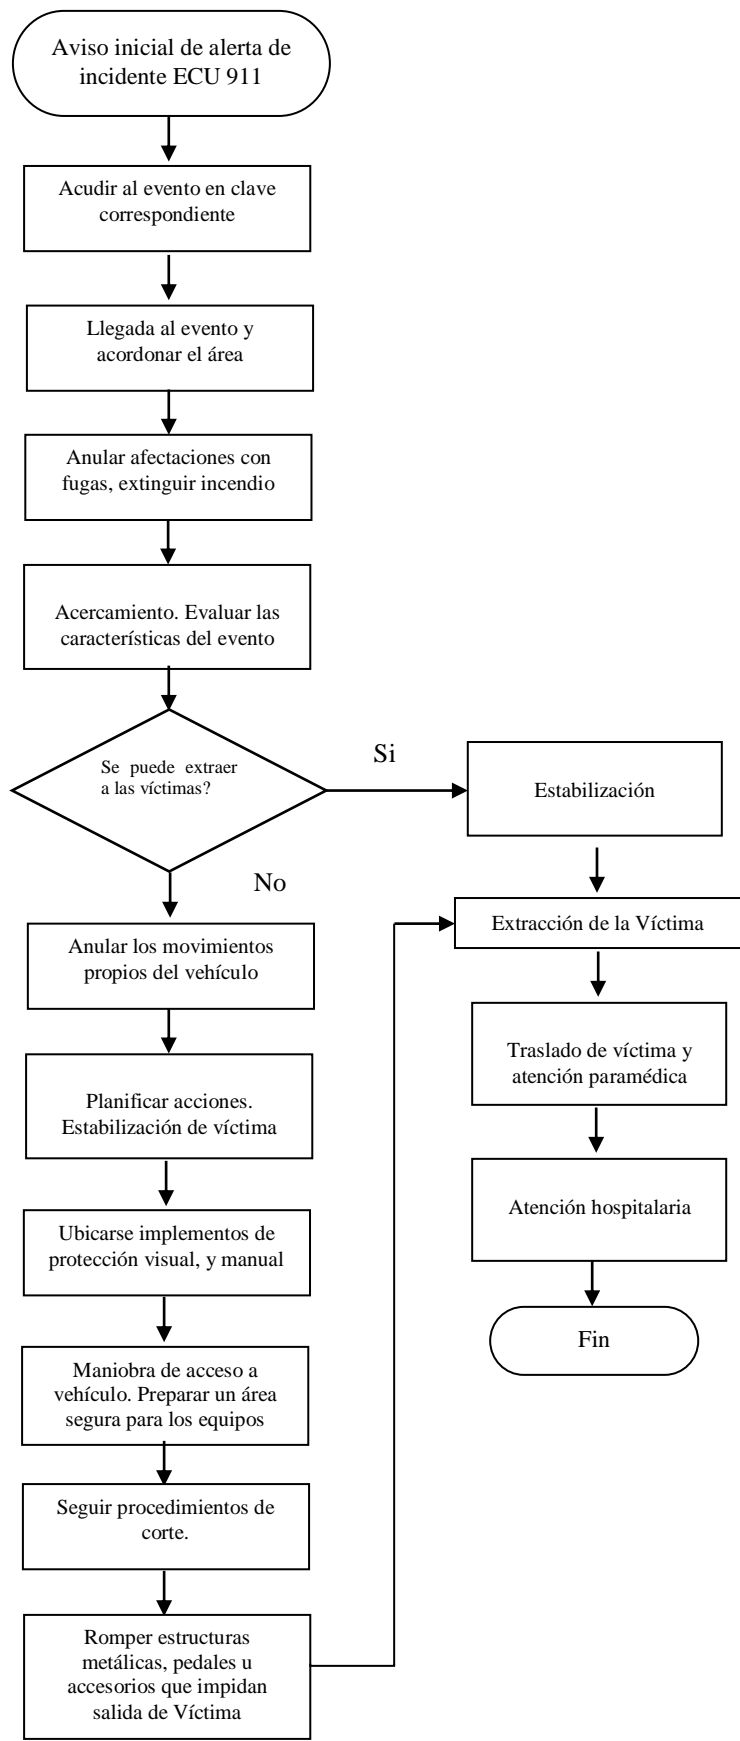 Aviso inicial de alerta de
incidente ECU 911
Acudir al evento en clave
correspondiente
Llegada al evento y
acordonar el área
Anular afectaciones con
fugas, extinguir incendio
Acercamiento. Evaluar las
características del evento
Se puede extraer
a las víctimas?
Si
Estabilización
No
Extracción de la Víctima
Anular los movimientos
propios del vehículo
Traslado de víctima y
atención paramédica
Planificar acciones.
Estabilización de víctima
Atención hospitalaria
Ubicarse implementos de
protección visual, y manual
Fin
Maniobra de acceso a
vehículo. Preparar un área
segura para los equipos
Seguir procedimientos de
corte.
Romper estructuras
metálicas, pedales u
accesorios que impidan
salida de Víctima